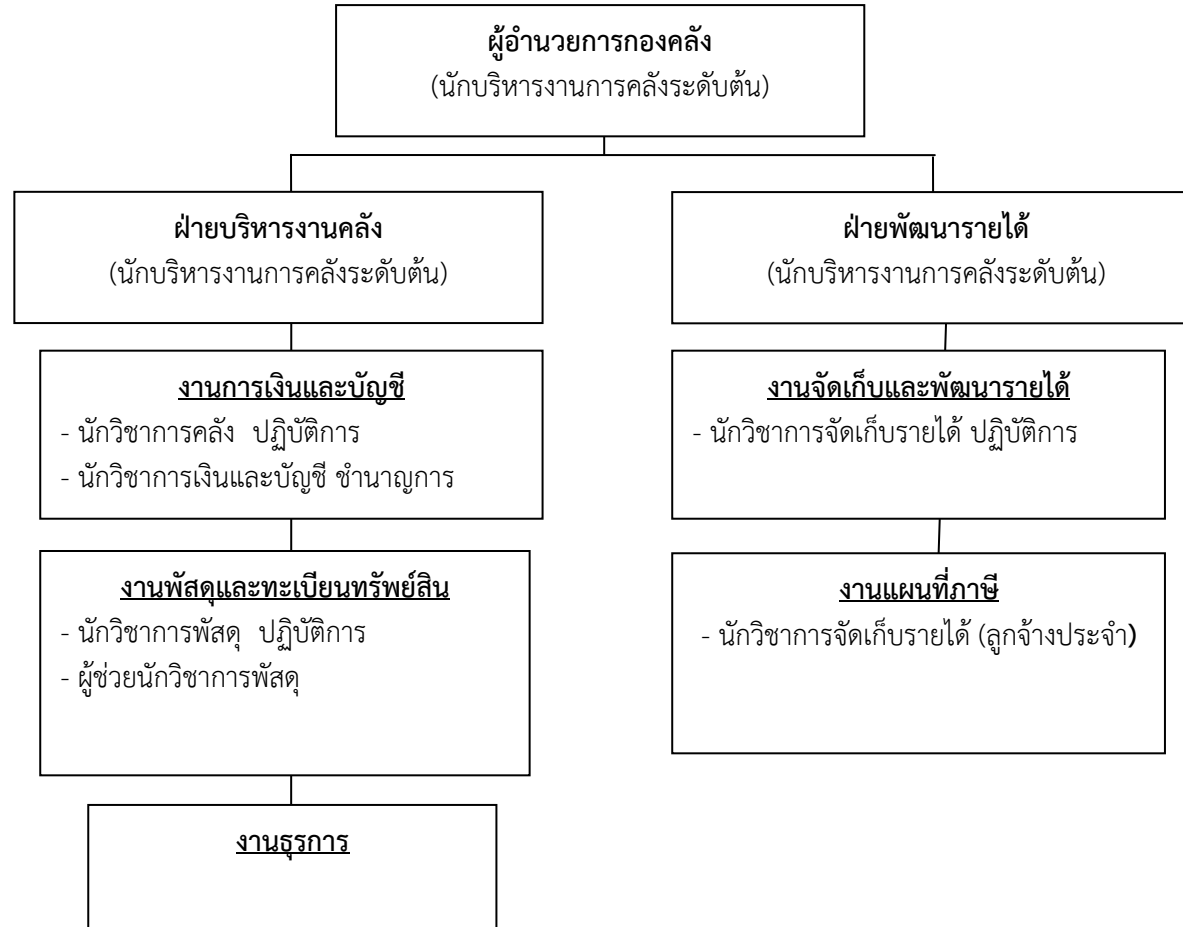 ผู้อำนวยการกองคลัง
(นักบริหารงานการคลังระดับต้น)
ฝ่ายบริหารงานคลัง
(นักบริหารงานการคลังระดับต้น)
งานการเงินและบัญชี
- นักวิชาการคลัง ปฏิบัติการ
- นักวิชาการเงินและบัญชี ชำนาญการ
งานพัสดุและทะเบียนทรัพย์สิน
- นักวิชาการพัสดุ ปฏิบัติการ
- ผู้ช่วยนักวิชาการพัสดุ
งานธุรการ
ฝ่ายพัฒนารายได้
(นักบริหารงานการคลังระดับต้น)
งานจัดเก็บและพัฒนารายได้
- นักวิชาการจัดเก็บรายได้ ปฏิบัติการ
งานแผนที่ภาษี
- นักวิชาการจัดเก็บรายได้ (ลูกจ้างประจำ)